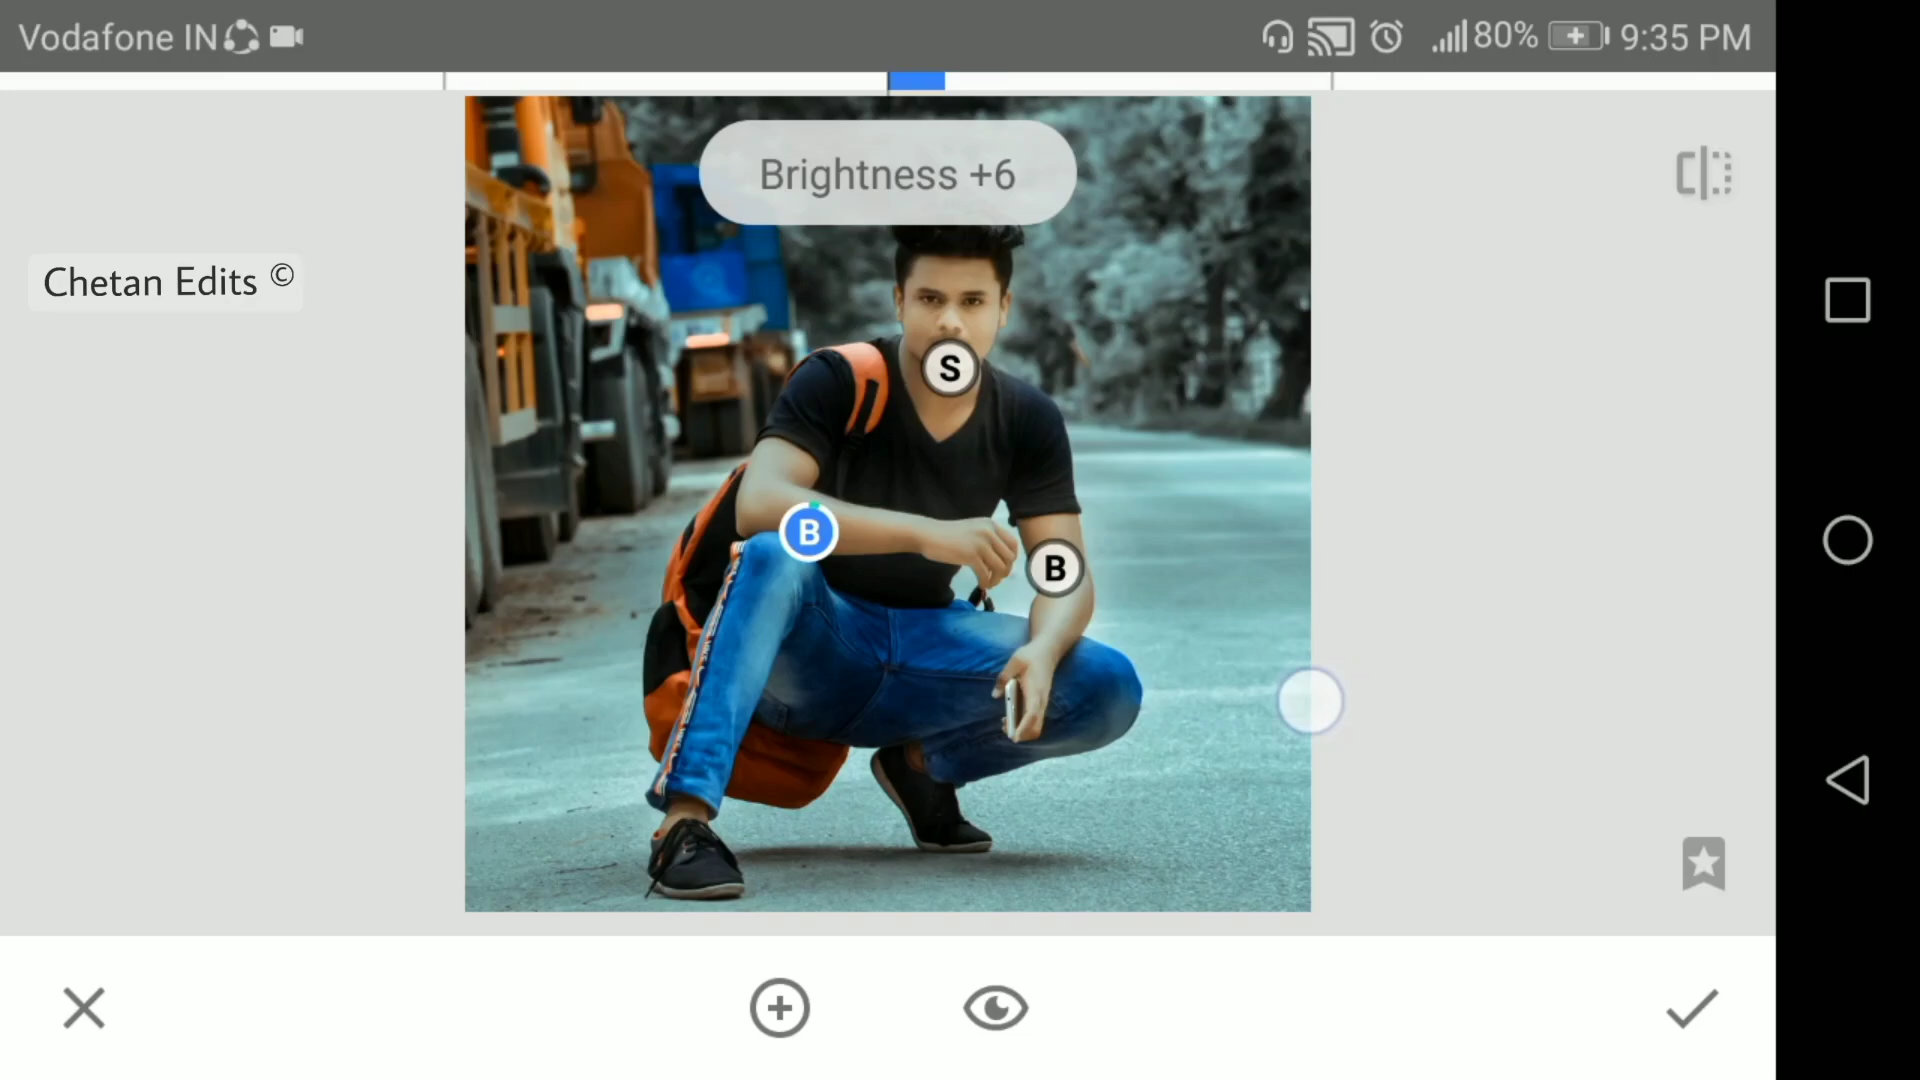 Vodafone IN
80% 9:35 PM
Brightness +6
Chetan Edits ©
S
B
B